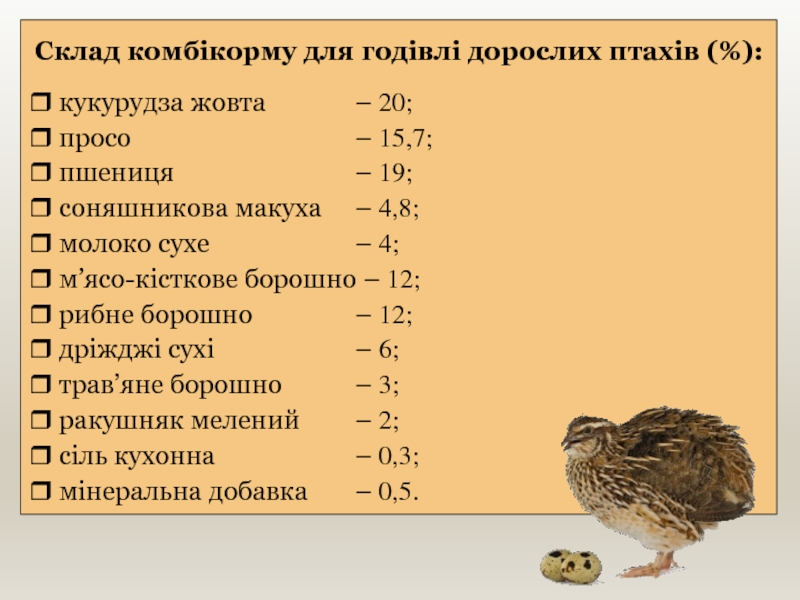 Склад комбікорму для годівлі дорослих птахів (%):
❒ кукурудза жовта – 20;
❒ просо – 15,7;
❒ пшениця – 19;
❒ соняшникова макуха – 4,8;
❒ молоко сухе – 4;
❒ м’ясо-кісткове борошно – 12;
❒ рибне борошно – 12;
❒ дріжджі сухі – 6;
❒ трав’яне борошно – 3;
❒ ракушняк мелений – 2;
❒ сіль кухонна – 0,3;
❒ мінеральна добавка – 0,5.